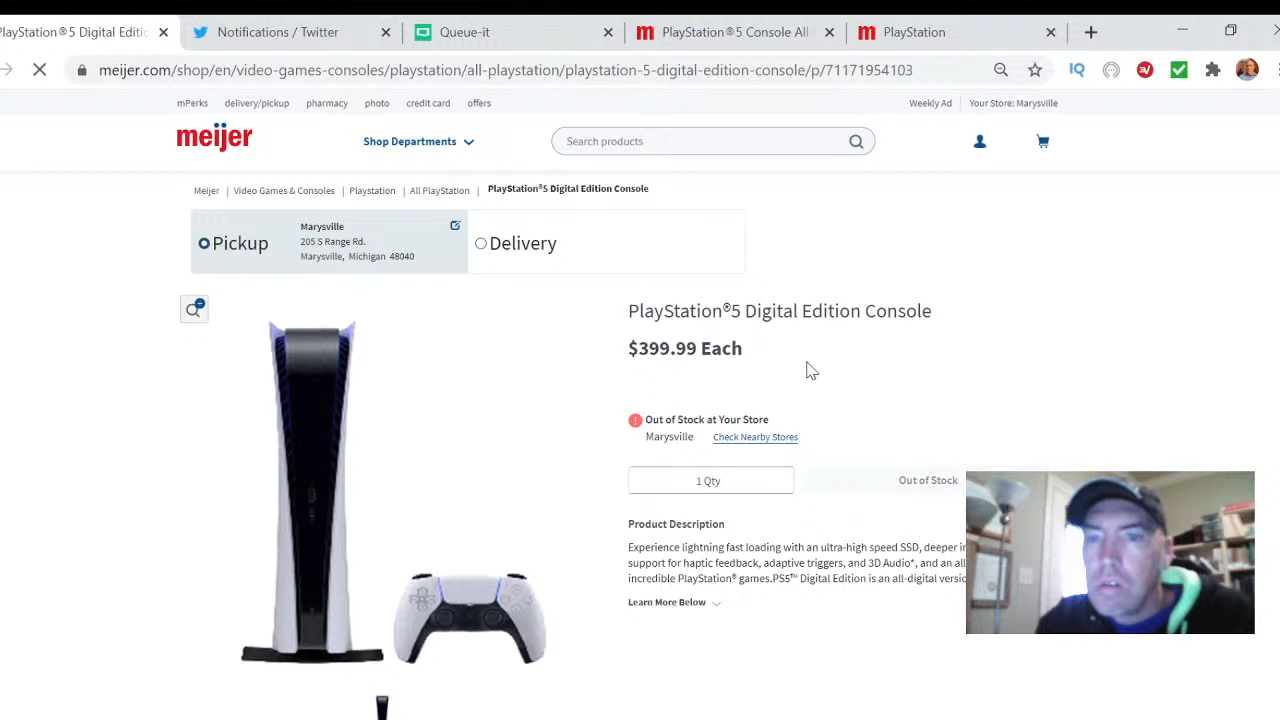 PlayStation®5 Digital Editic
Notifications / Twitter
Queue-it
PlayStation®5 Console All
PlayStation
meijer.com/shop/en/video-games-consoles/playstation/all-playstation/playstation-5-digital-edition-console/p/71171954103
mPerks delivery/pickup pharmacy photo credit card offers
Weekly Ad Your Store: Marysville
meijer
Shop Departments
Search products
Meijer | Video Games & Consoles | Playstation | All PlayStation | PlayStation®5 Digital Edition Console
Pickup
Marysville
205 S Range Rd.
Marysville, Michigan 48040
Delivery
PlayStation®5 Digital Edition Console
$399.99 Each
Out of Stock at Your Store
Marysville Check Nearby Stores
1 Qty
Out of Stock
Product Description
Experience lightning fast loading with an ultra-high speed SSD, deeper in
support for haptic feedback, adaptive triggers, and 3D Audio*, and an all
incredible PlayStation® games.PS5™ Digital Edition is an all-digital versio
Learn More Below